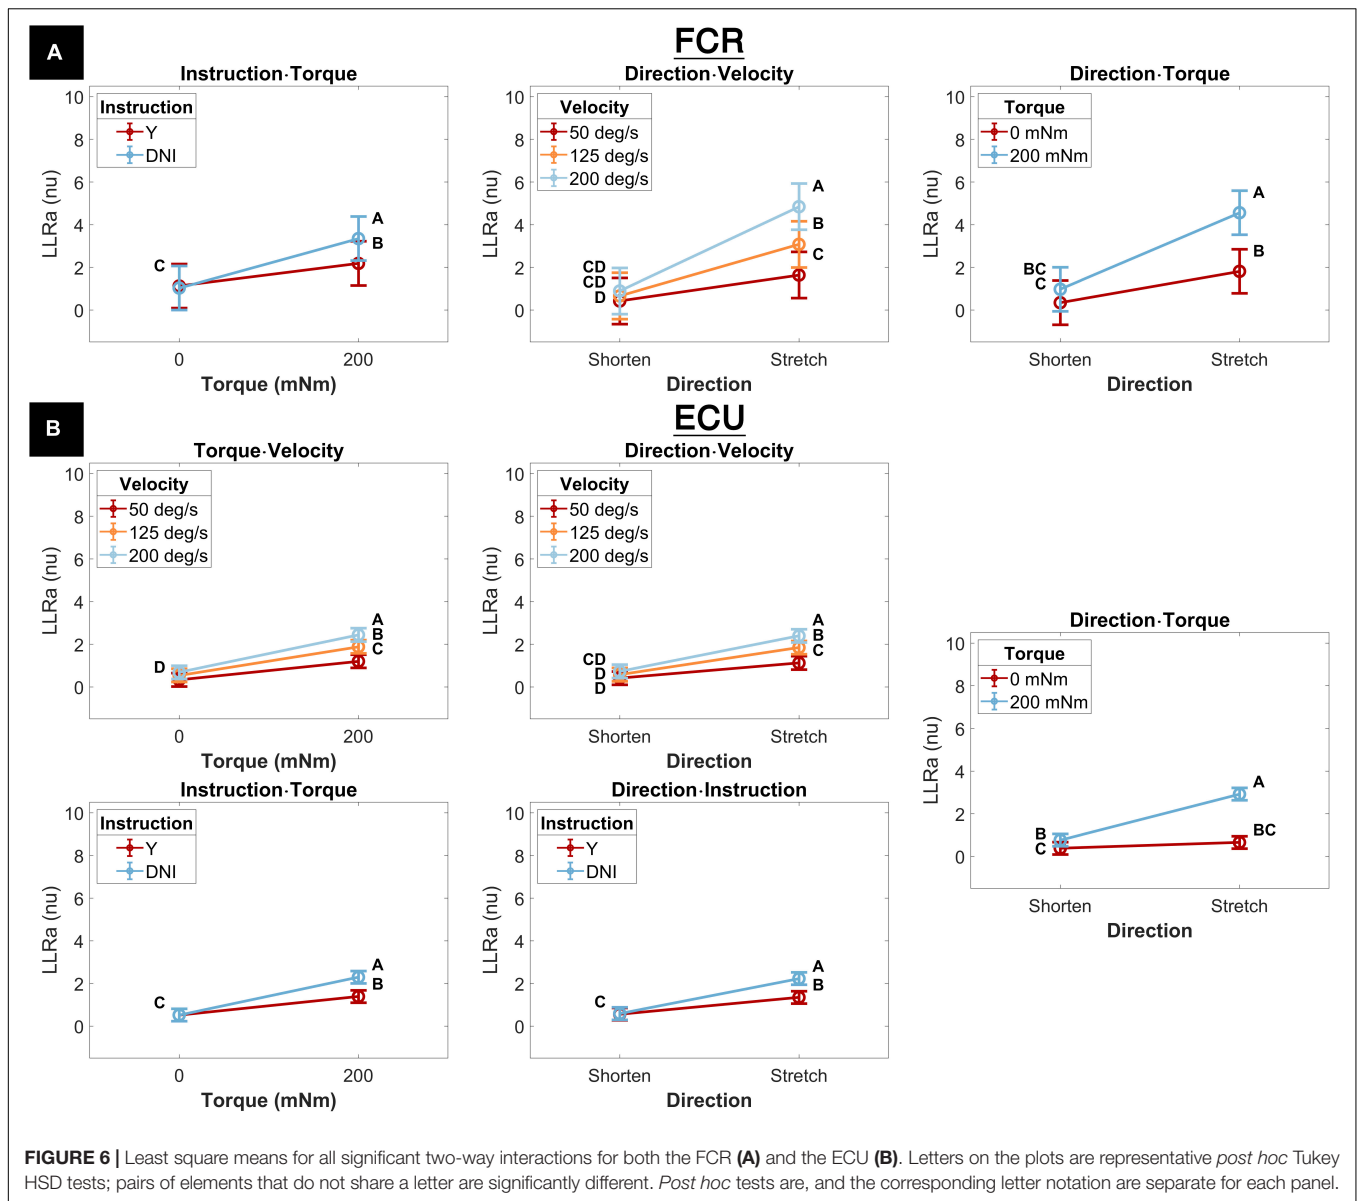 A
FCR
Instruction·Torque
10
8
6
4
2
0
LLRa (nu)
Instruction
Y
DNI
C
A
B
0
200
Torque (mNm)
Direction·Velocity
10
8
6
4
2
0
LLRa (nu)
Velocity
50 deg/s
125 deg/s
200 deg/s
CD
CD
D
A
B
C
Shorten
Stretch
Direction
Direction·Torque
10
8
6
4
2
0
LLRa (nu)
Torque
0 mNm
200 mNm
BC
C
A
B
Shorten
Stretch
Direction
B
ECU
Torque·Velocity
10
8
6
4
2
0
LLRa (nu)
Velocity
50 deg/s
125 deg/s
200 deg/s
D
A
B
C
0
200
Torque (mNm)
Direction·Velocity
10
8
6
4
2
0
LLRa (nu)
Velocity
50 deg/s
125 deg/s
200 deg/s
CD
D
D
A
B
C
Shorten
Stretch
Direction
Direction·Torque
10
8
6
4
2
0
LLRa (nu)
Torque
0 mNm
200 mNm
B
C
A
BC
Shorten
Stretch
Direction
Instruction·Torque
10
8
6
4
2
0
LLRa (nu)
Instruction
Y
DNI
C
A
B
0
200
Torque (mNm)
Direction·Instruction
10
8
6
4
2
0
LLRa (nu)
Instruction
Y
DNI
C
A
B
Shorten
Stretch
Direction
FIGURE 6 | Least square means for all significant two-way interactions for both the FCR (A) and the ECU (B). Letters on the plots are representative post hoc Tukey
HSD tests; pairs of elements that do not share a letter are significantly different. Post hoc tests are, and the corresponding letter notation are separate for each panel.